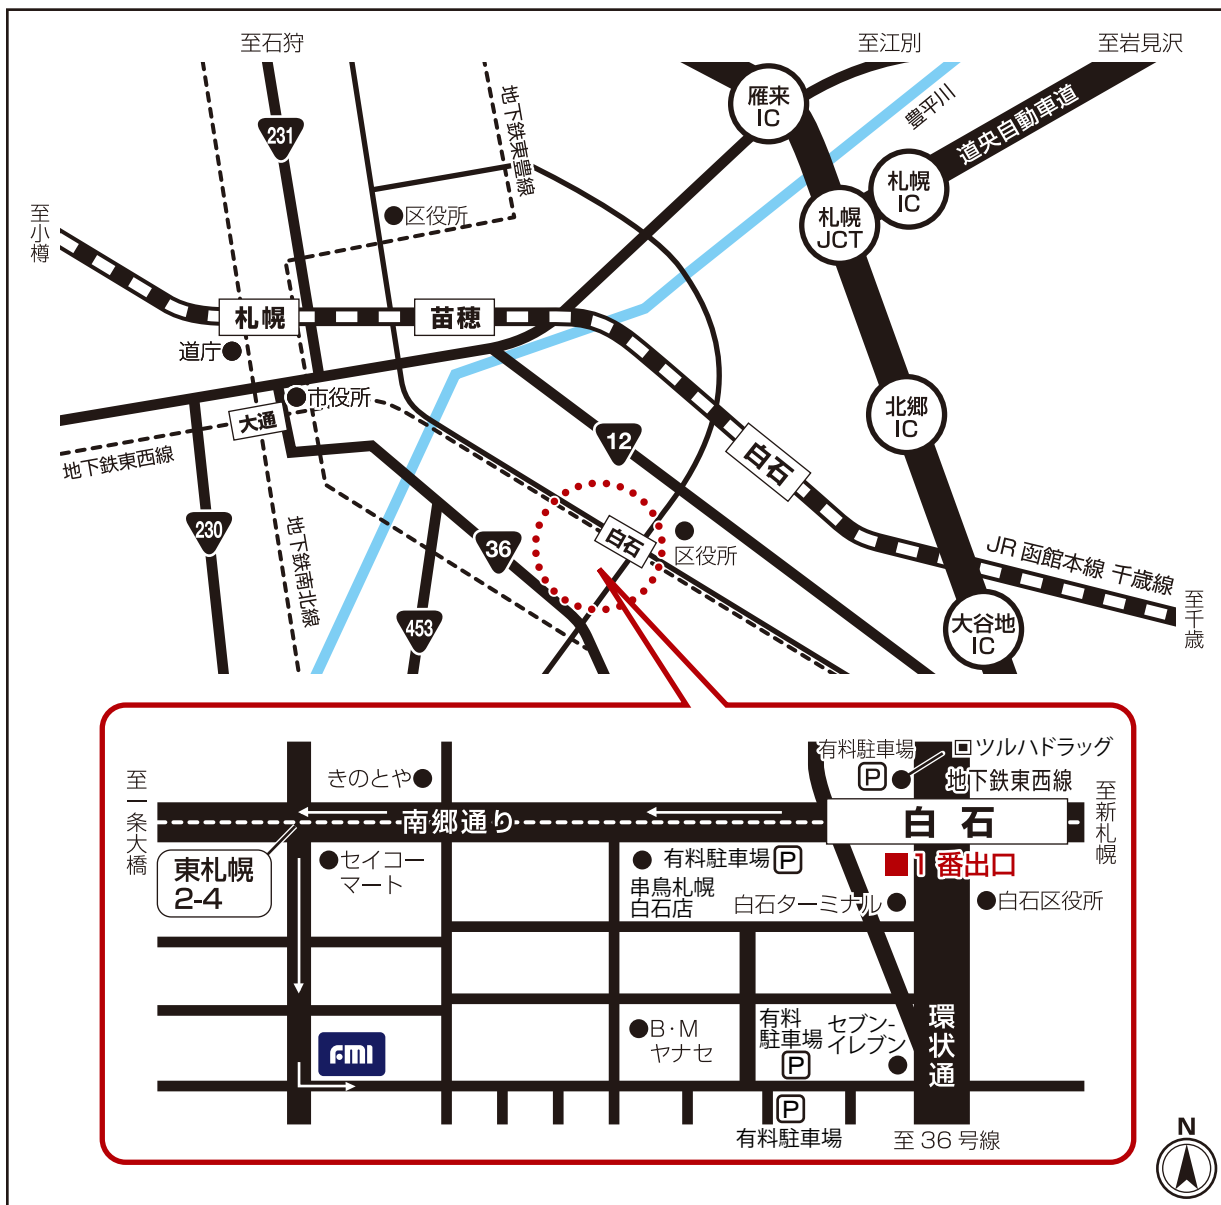 至石狩
至江別
至岩見沢
雁来
IC
豊平川
道央自動車道
地下鉄東豊線
231
札幌
IC
至小樽
区役所
札幌
JCT
札幌
苗穂
道庁
市役所
大通
北郷
IC
地下鉄東西線
12
白石
230
地下鉄南北線
36
白石
区役所
JR 函館本線 千歳線
至千歳
453
大谷地
IC
有料駐車場
P
ツルハドラッグ
地下鉄東西線
至一条大橋
きのとや
至新札幌
南郷通り
白石
東札幌
2-4
セイコー
マート
有料駐車場 P
串鳥札幌
白石店
1番出口
白石ターミナル
白石区役所
FMI
B・M
ヤナセ
有料
駐車場
P
セブン-
イレブン
環状通
P
有料駐車場
至 36 号線
N